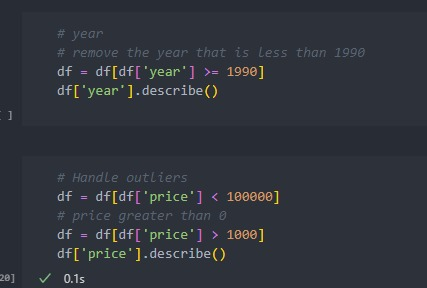 # year
# remove the year that is less than 1990
df = df[df['year'] >= 1990]
df['year'].describe()
]
# Handle outliers
df = df[df['price'] < 100000]
# price greater than 0
df = df[df['price'] > 1000]
df['price'].describe()
20] ✓ 0.1s